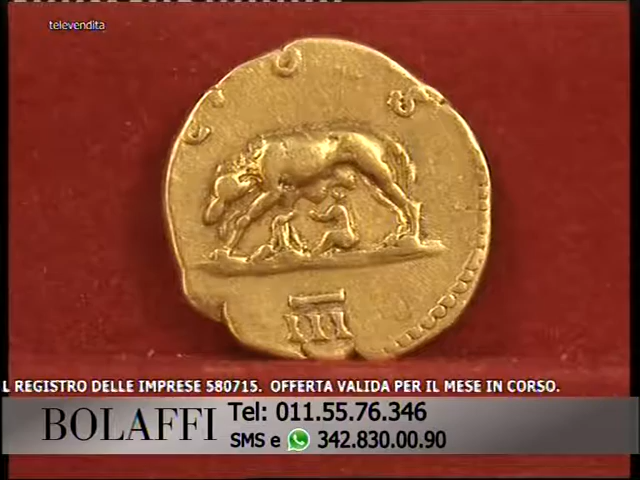 televendita
COS
III
L REGISTRO DELLE IMPRESE 580715. OFFERTA VALIDA PER IL MESE IN CORSO.
BOLAFFI
Tel: 011.55.76.346
SMS e 342.830.00.90